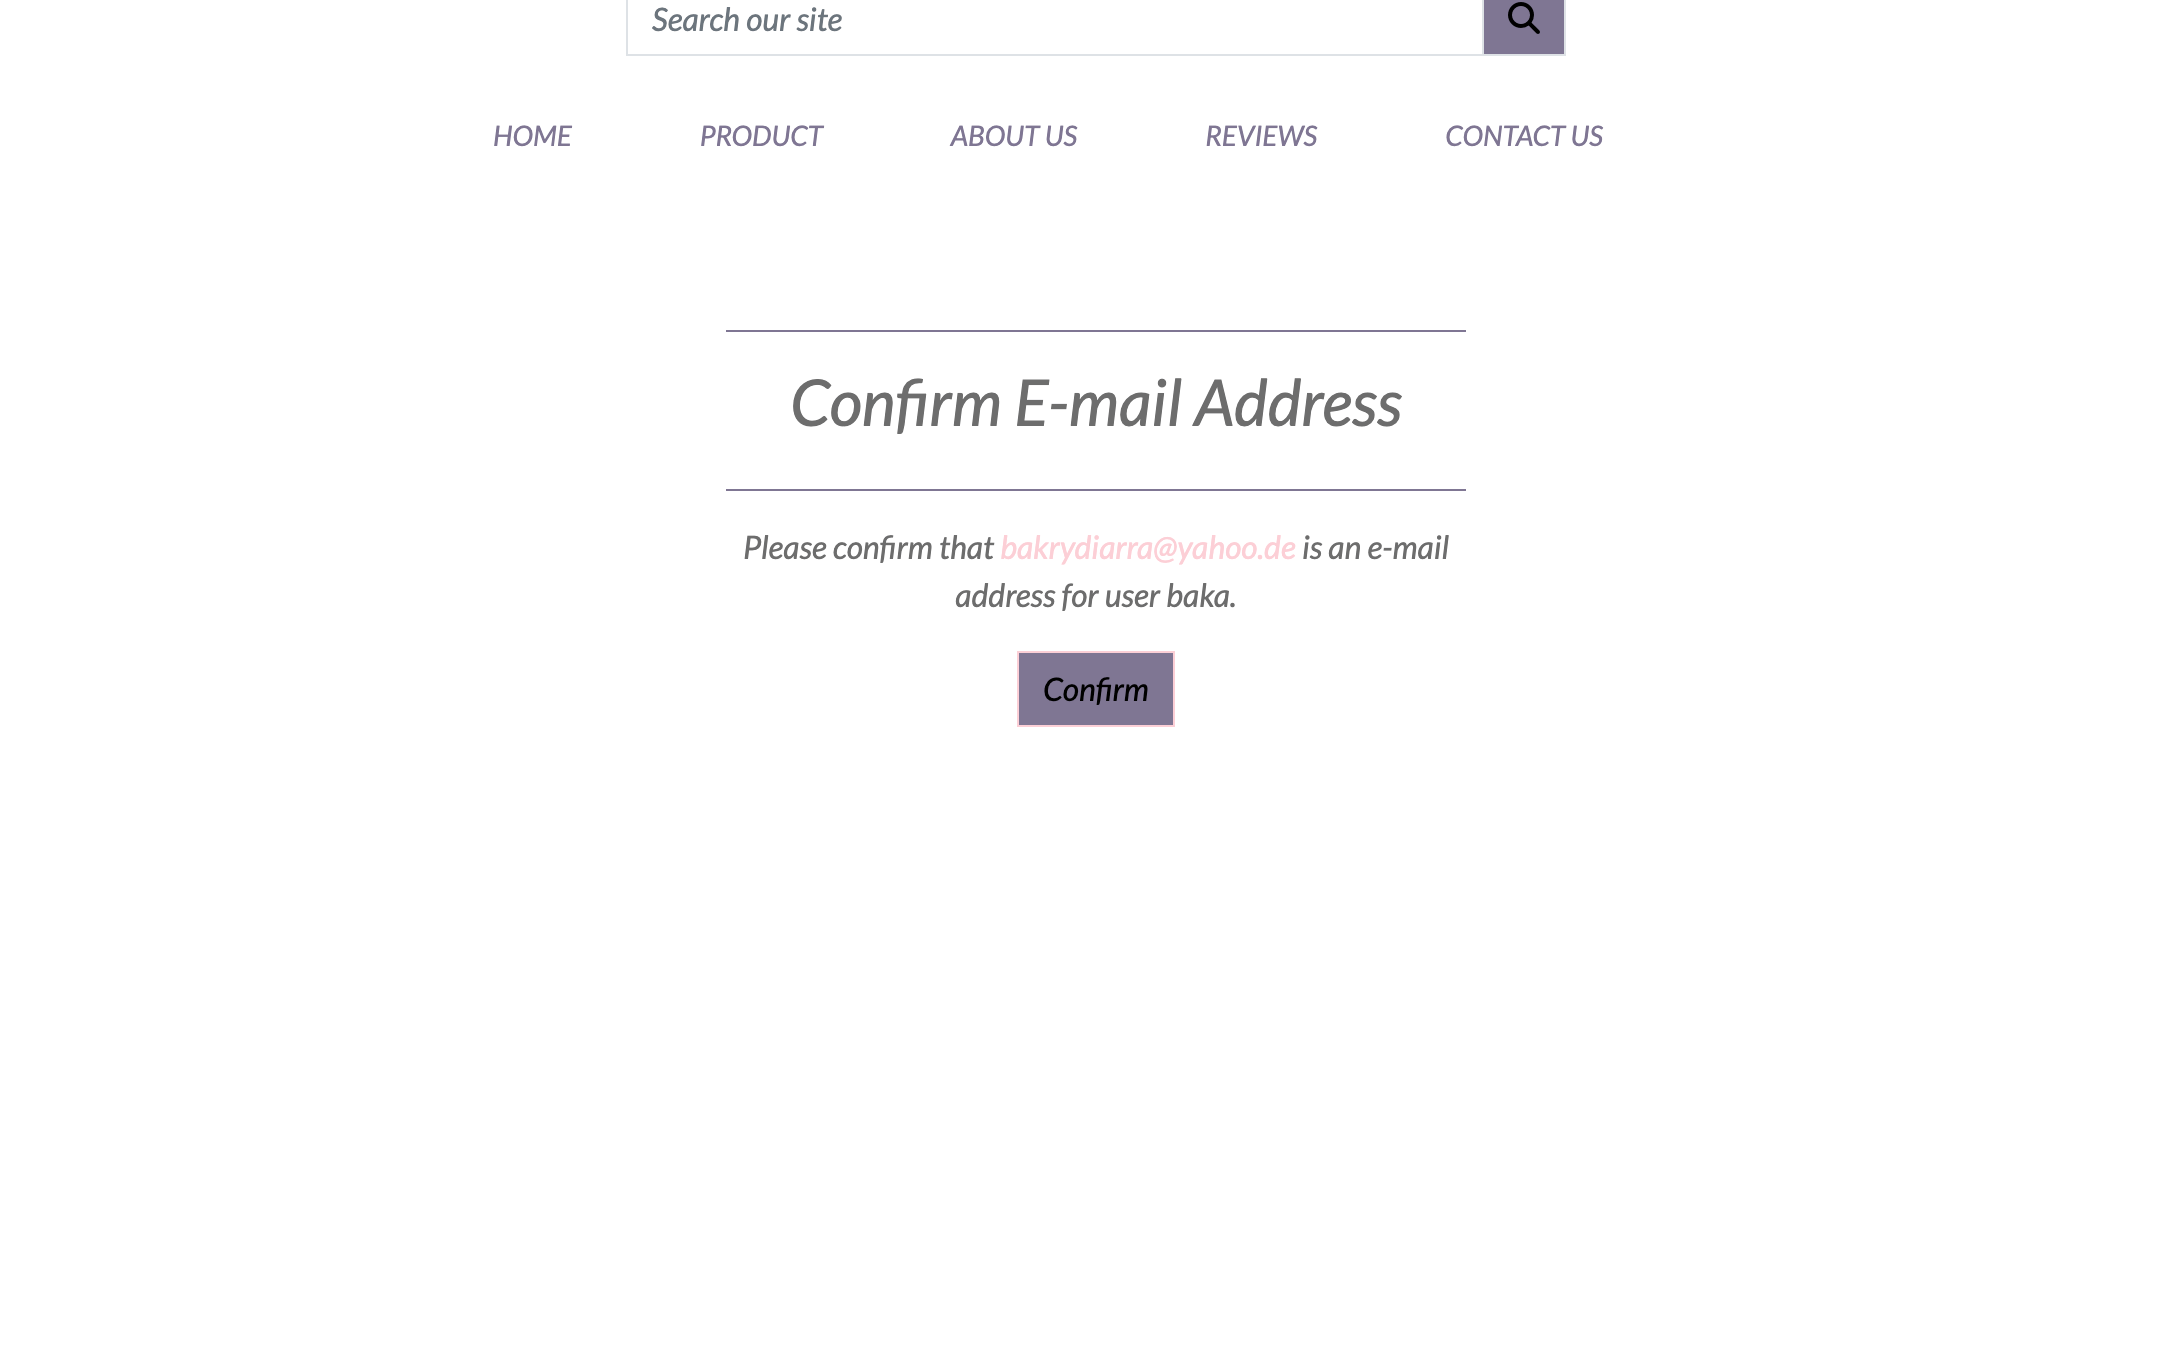 Search our site
HOME PRODUCT ABOUT US REVIEWS CONTACT US
Confirm E-mail Address
Please confirm that bakrydiarra@yahoo.de is an e-mail
address for user baka.
Confirm